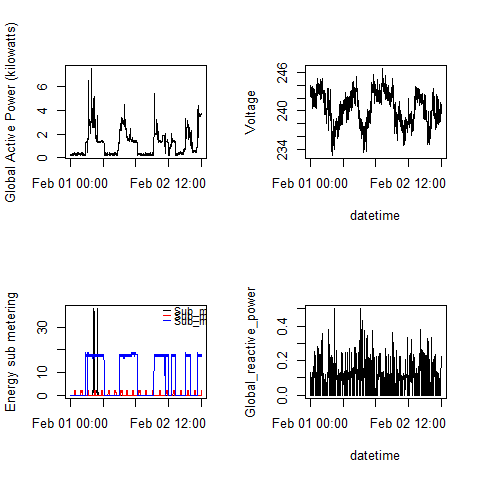 Global Active Power (kilowatts)
0 2 4 6
Feb 01 00:00 Feb 02 12:00
Voltage
234 240 246
Feb 01 00:00 Feb 02 12:00
datetime
Energy sub metering
0 10 30
Sub_m
Sub_m
Sub_m
Feb 01 00:00 Feb 02 12:00
Global_reactive_power
0.0 0.2 0.4
Feb 01 00:00 Feb 02 12:00
datetime